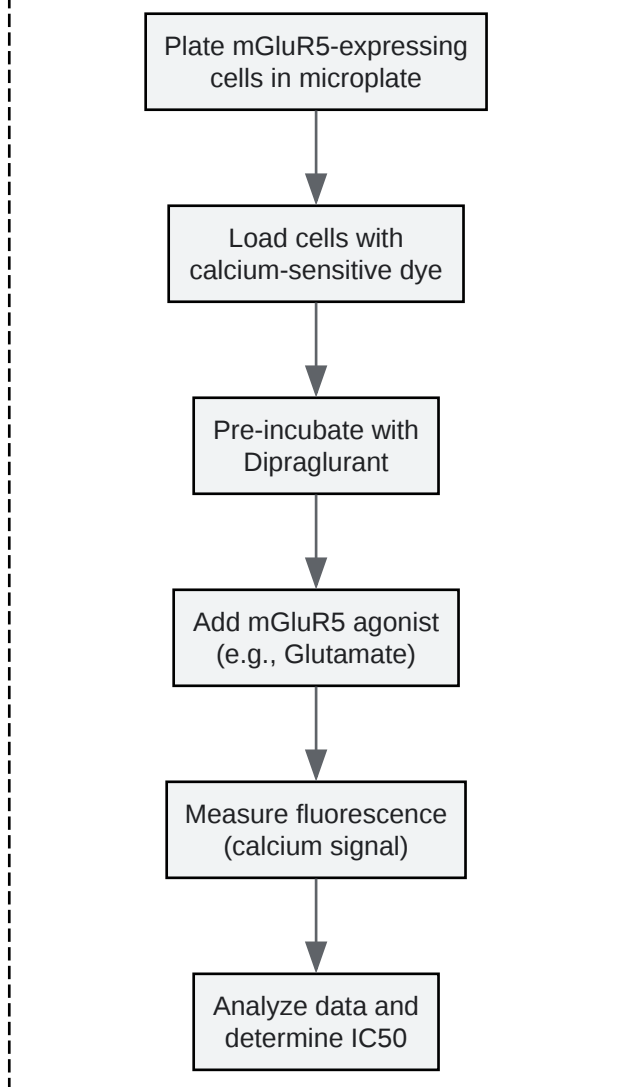 Plate mGluR5-expressing
cells in microplate
Load cells with
calcium-sensitive dye
Pre-incubate with
Dipraglurant
Add mGluR5 agonist
(e.g., Glutamate)
Measure fluorescence
(calcium signal)
Analyze data and
determine IC50